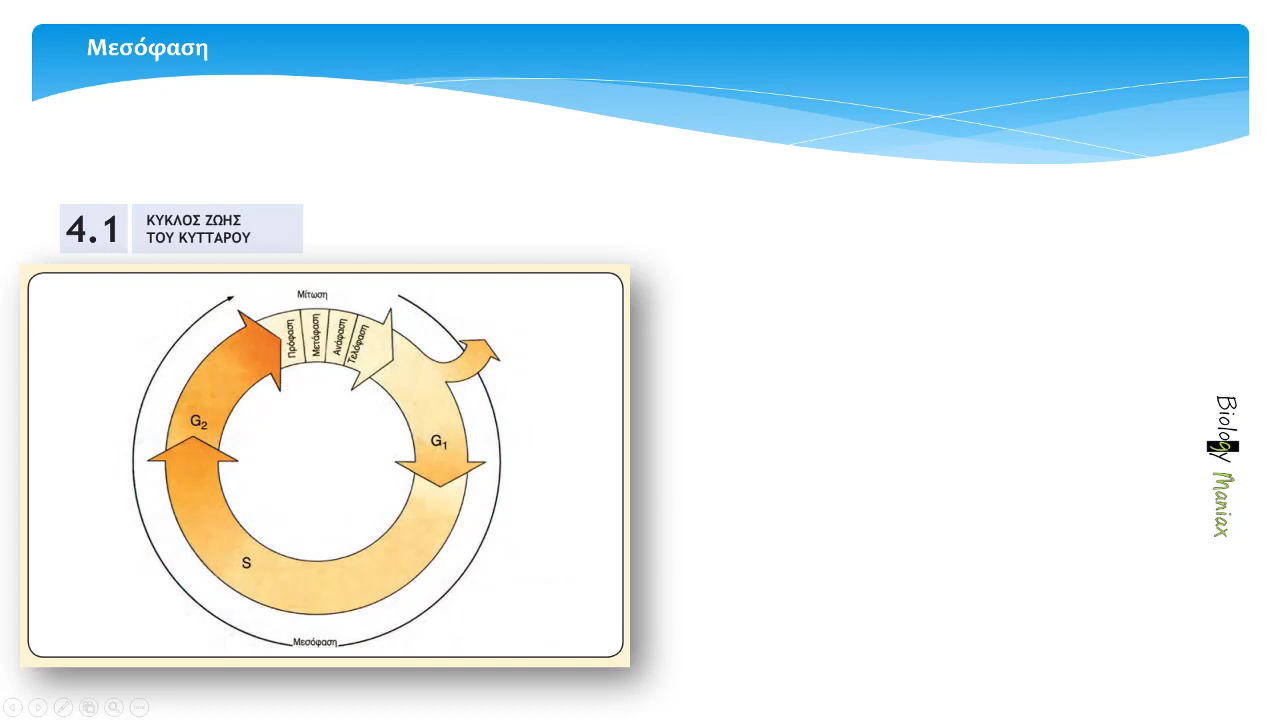 Μεσόφαση
4.1
ΚΥΚΛΟΣ ΖΩΗΣ
ΤΟΥ ΚΥΤΤΑΡΟΥ
Μίτωση
Πρόφαση
Μετάφαση
Ανάφαση
Τελόφαση
G2
G1
S
Μεσόφαση
Biology Maniax